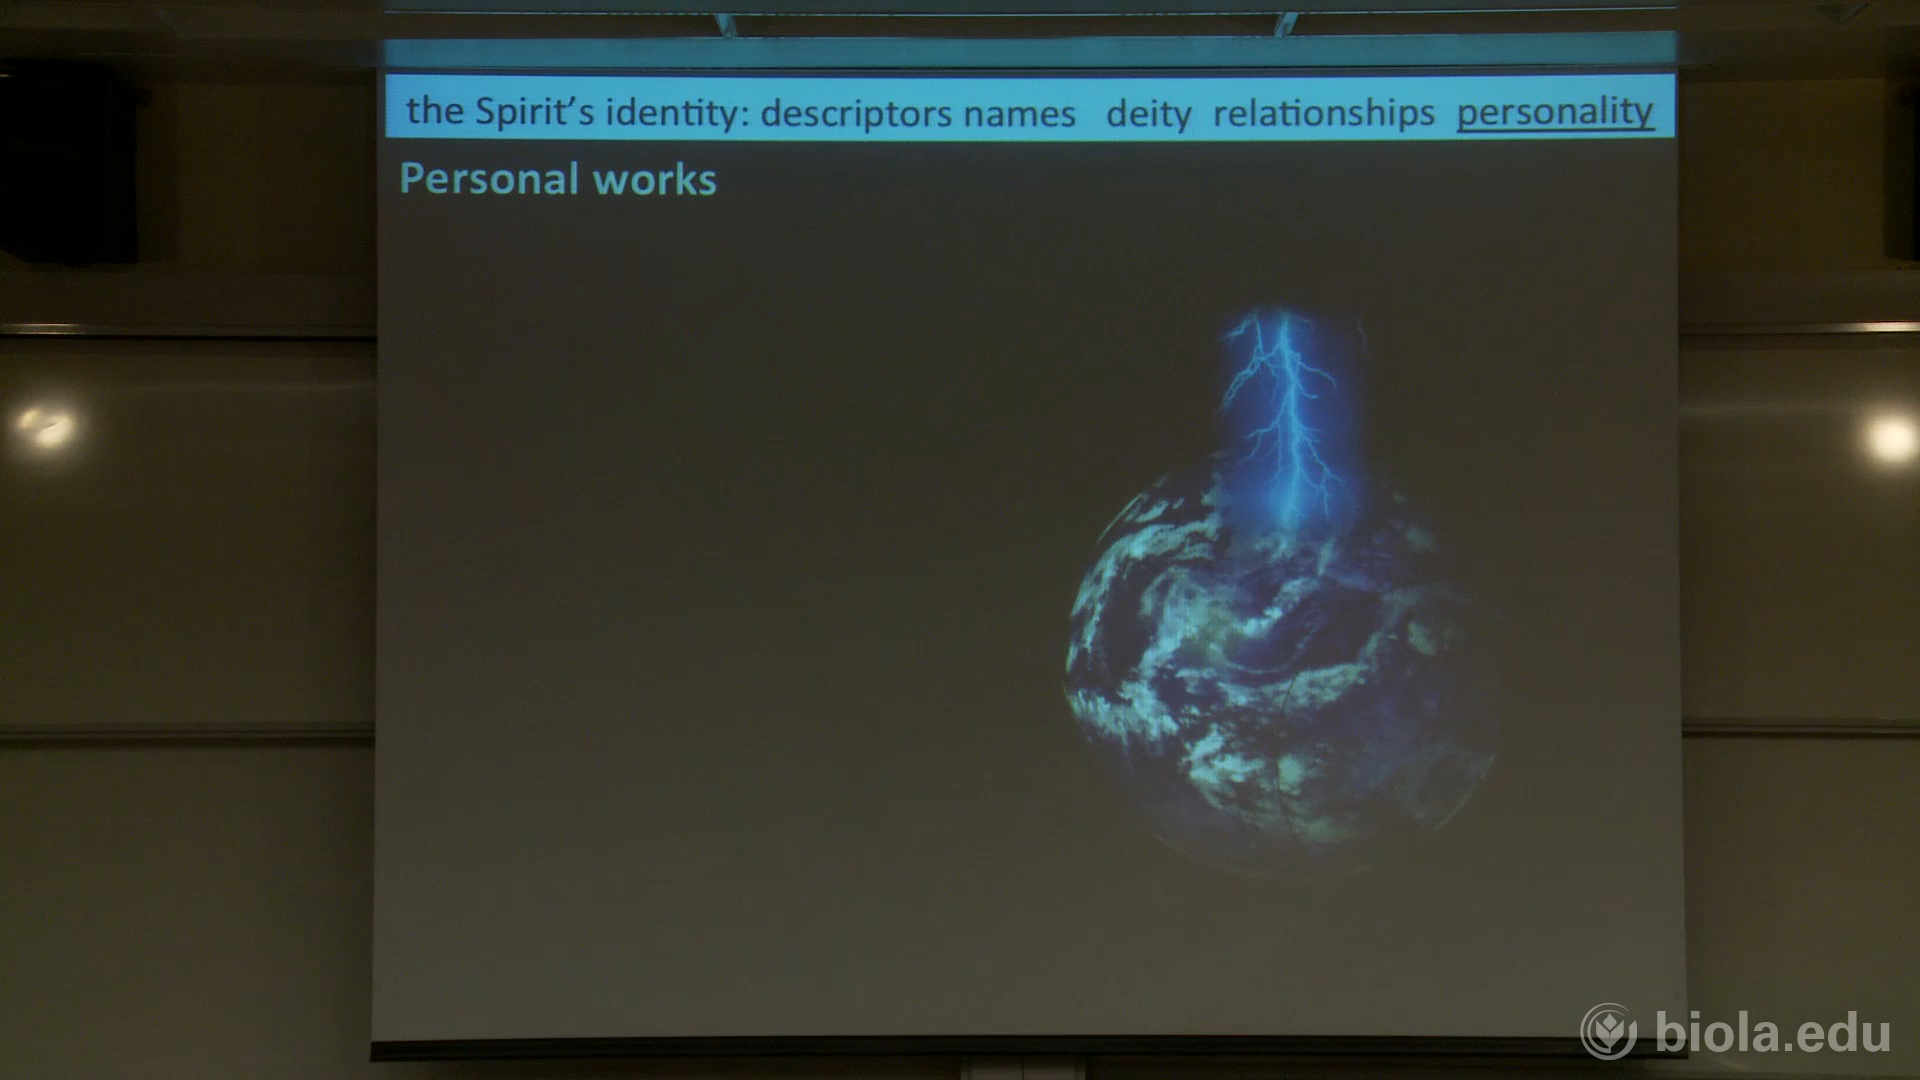 the Spirit’s identity: descriptors names deity relationships personality
Personal works
biola.edu